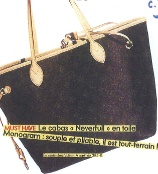 C.
MUST HAVE Le cabas « Neverfull » en toile
Monogram : souple et pliable, il est tout-terrain !